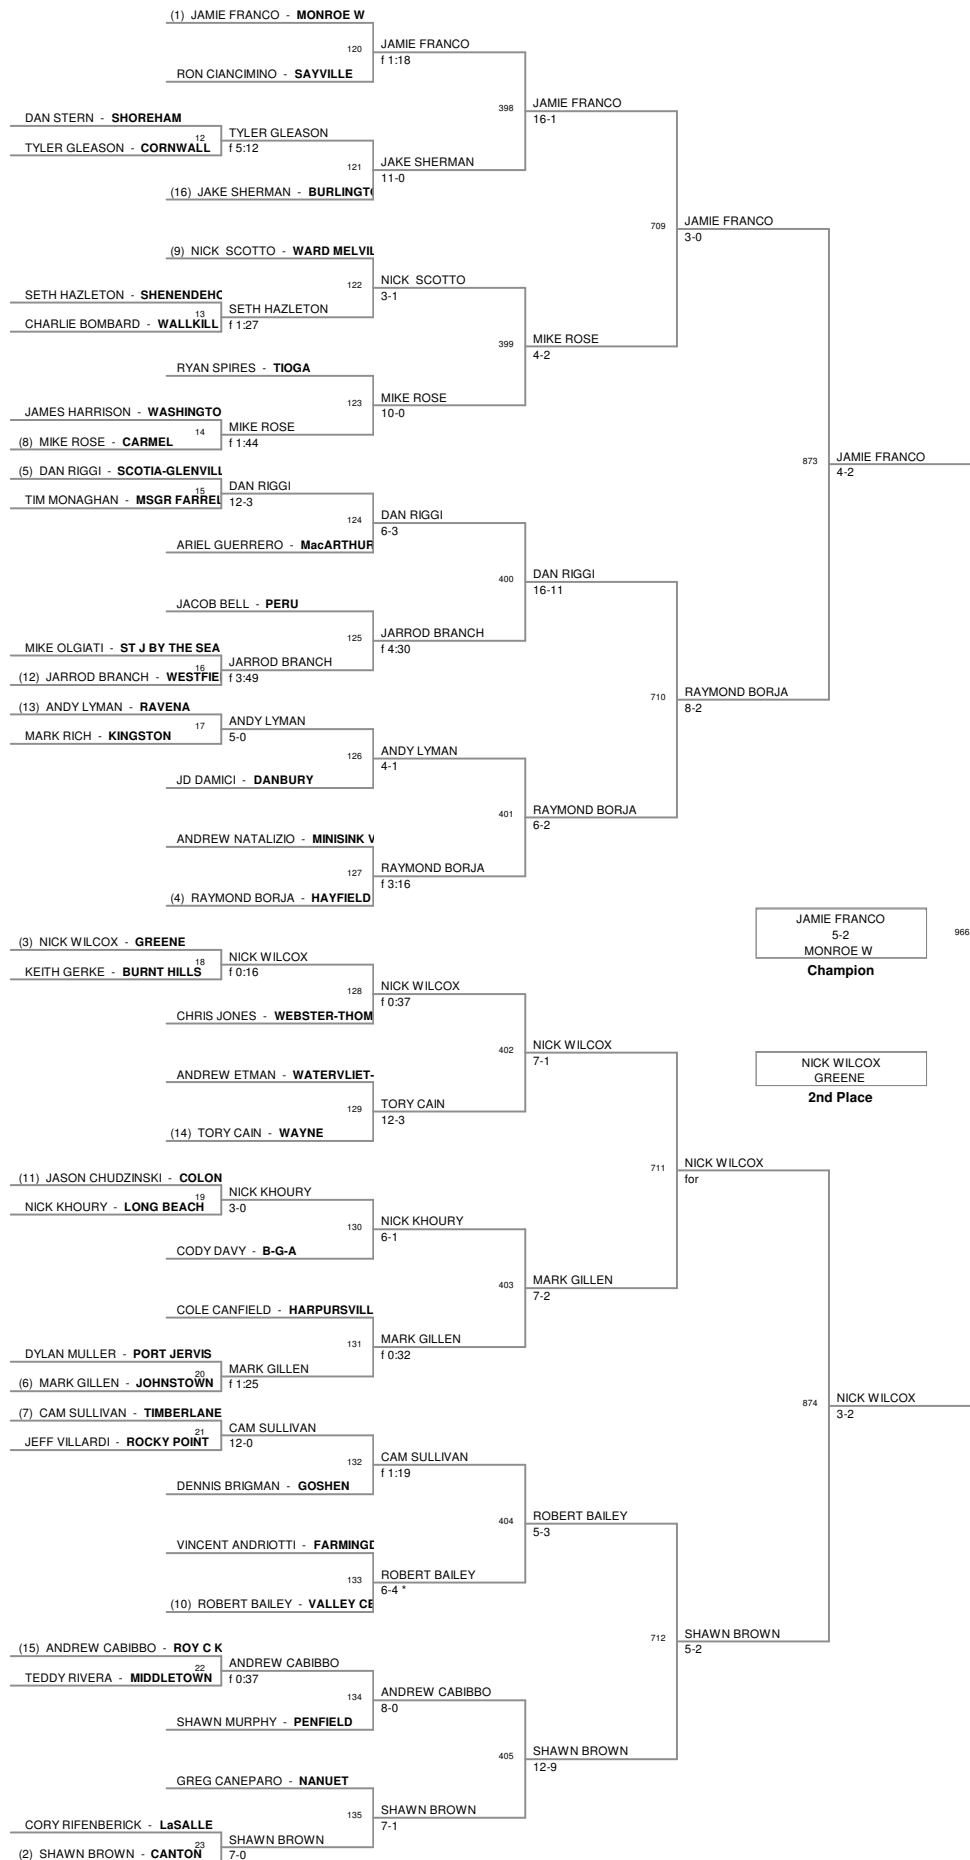 (1) JAMIE FRANCO - MONROE W
120 JAMIE FRANCO
f 1:18
RON CIANCIMINO - SAYVILLE
398 JAMIE FRANCO
16-1
DAN STERN - SHOREHAM
12 TYLER GLEASON
TYLER GLEASON - CORNWALL
f 5:12
121 JAKE SHERMAN
11-0
(16) JAKE SHERMAN - BURLINGTO
709 JAMIE FRANCO
3-0
(9) NICK SCOTTO - WARD MELVIL
122 NICK SCOTTO
3-1
SETH HAZLETON - SHENENDEHO
13 SETH HAZLETON
CHARLIE BOMBARD - WALLKILL
f 1:27
399 MIKE ROSE
4-2
RYAN SPIRES - TIOGA
123 MIKE ROSE
10-0
JAMES HARRISON - WASHINGTO
14 MIKE ROSE
(8) MIKE ROSE - CARMEL
f 1:44
873 JAMIE FRANCO
4-2
(5) DAN RIGGI - SCOTIA-GLENVILL
15 DAN RIGGI
TIM MONAGHAN - MSGR FARREL
12-3
124 DAN RIGGI
6-3
ARIEL GUERRERO - MacARTHUR
400 DAN RIGGI
16-11
JACOB BELL - PERU
125 JARROD BRANCH
f 4:30
MIKE OLGIATI - ST J BY THE SEA
16 JARROD BRANCH
(12) JARROD BRANCH - WESTFIE
f 3:49
710 RAYMOND BORJA
8-2
(13) ANDY LYMAN - RAVENA
17 ANDY LYMAN
MARK RICH - KINGSTON
5-0
126 ANDY LYMAN
4-1
JD DAMICI - DANBURY
401 RAYMOND BORJA
6-2
ANDREW NATALIZIO - MINISINK V
127 RAYMOND BORJA
f 3:16
(4) RAYMOND BORJA - HAYFIELD
JAMIE FRANCO
5-2
966
MONROE W
Champion
(3) NICK WILCOX - GREENE
18 NICK WILCOX
KEITH GERKE - BURNT HILLS
f 0:16
128 NICK WILCOX
f 0:37
CHRIS JONES - WEBSTER-THOM
402 NICK WILCOX
7-1
NICK WILCOX
GREENE
2nd Place
ANDREW ETMAN - WATERVLIET-
129 TORY CAIN
12-3
(14) TORY CAIN - WAYNE
711 NICK WILCOX
for
(11) JASON CHUDZINSKI - COLON
19 NICK KHOURY
NICK KHOURY - LONG BEACH
3-0
130 NICK KHOURY
6-1
CODY DAVY - B-G-A
403 MARK GILLEN
7-2
COLE CANFIELD - HARPURSVILL
131 MARK GILLEN
f 0:32
DYLAN MULLER - PORT JERVIS
20 MARK GILLEN
(6) MARK GILLEN - JOHNSTOWN
f 1:25
874 NICK WILCOX
3-2
(7) CAM SULLIVAN - TIMBERLANE
21 CAM SULLIVAN
JEFF VILLARDI - ROCKY POINT
12-0
132 CAM SULLIVAN
f 1:19
DENNIS BRIGMAN - GOSHEN
404 ROBERT BAILEY
5-3
VINCENT ANDRIOTTI - FARMINGD
133 ROBERT BAILEY
6-4 *
(10) ROBERT BAILEY - VALLEY CE
712 SHAWN BROWN
5-2
(15) ANDREW CABIBBO - ROY C K
22 ANDREW CABIBBO
TEDDY RIVERA - MIDDLETOWN
f 0:37
134 ANDREW CABIBBO
8-0
SHAWN MURPHY - PENFIELD
405 SHAWN BROWN
12-9
GREG CANEPARO - NANUET
135 SHAWN BROWN
7-1
CORY RIFENBERICK - LaSALLE
23 SHAWN BROWN
(2) SHAWN BROWN - CANTON
7-0